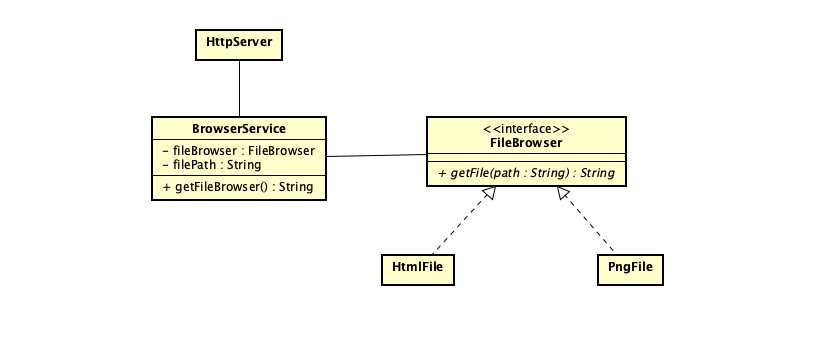 HttpServer
BrowserService
- fileBrowser : FileBrowser
- filePath : String
+ getFileBrowser() : String
<<interface>>
FileBrowser
+ getFile(path : String) : String
HtmlFile
PngFile